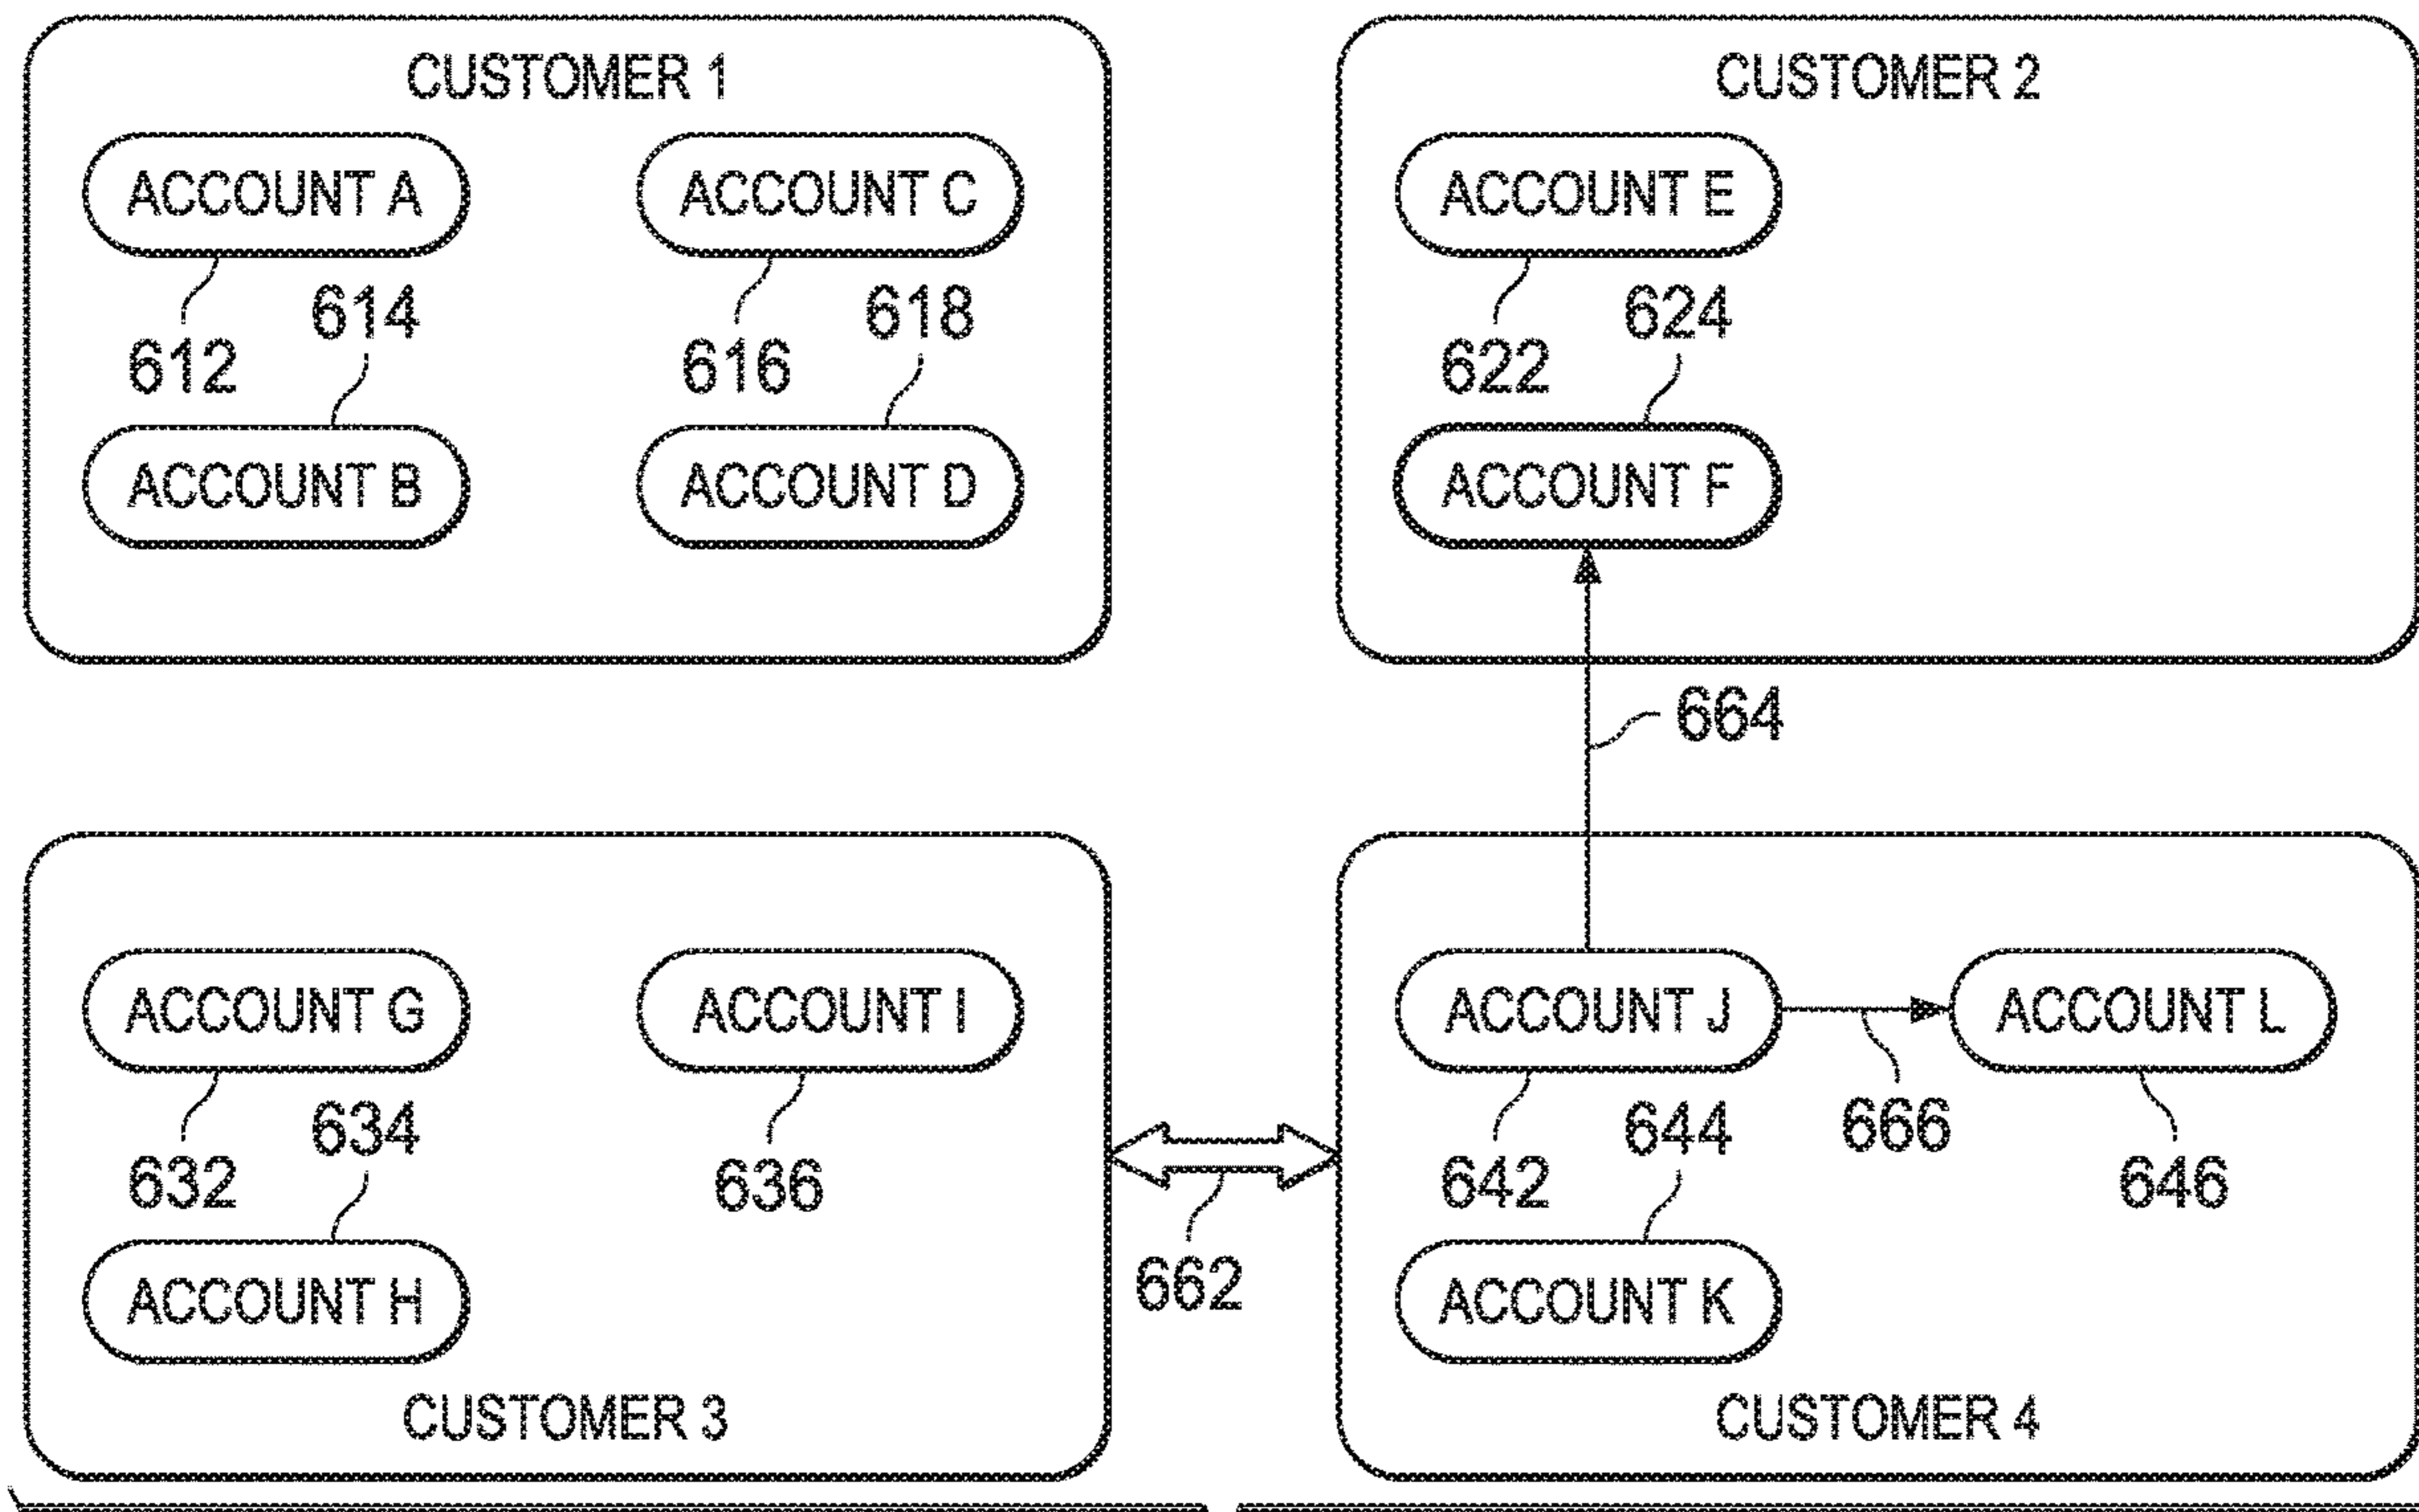 CUSTOMER 1
ACCOUNT A
ACCOUNT C
612
614
616
618
ACCOUNT B
ACCOUNT D
CUSTOMER 2
ACCOUNT E
622
624
ACCOUNT F
664
ACCOUNT G
ACCOUNT I
632
634
636
ACCOUNT H
CUSTOMER 3
662
ACCOUNT J
ACCOUNT L
642
644
666
646
ACCOUNT K
CUSTOMER 4